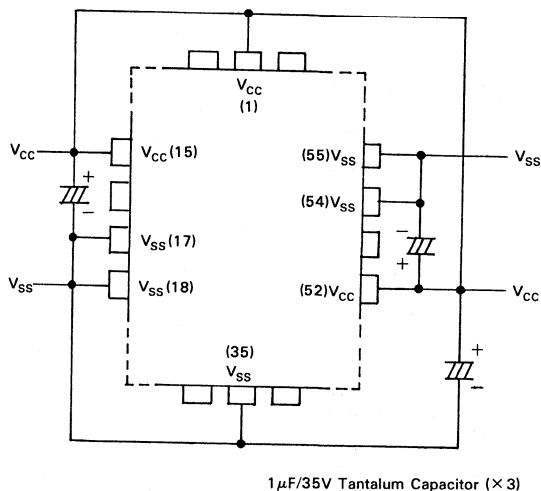 VCC
(1)
VCC
VCC(15)
+
−
VSS(17)
VSS
VSS(18)
(55)VSS
VSS
(54)VSS
−
+
(52)VCC
VCC
(35)
VSS
+
−
1μF/35V Tantalum Capacitor (×3)